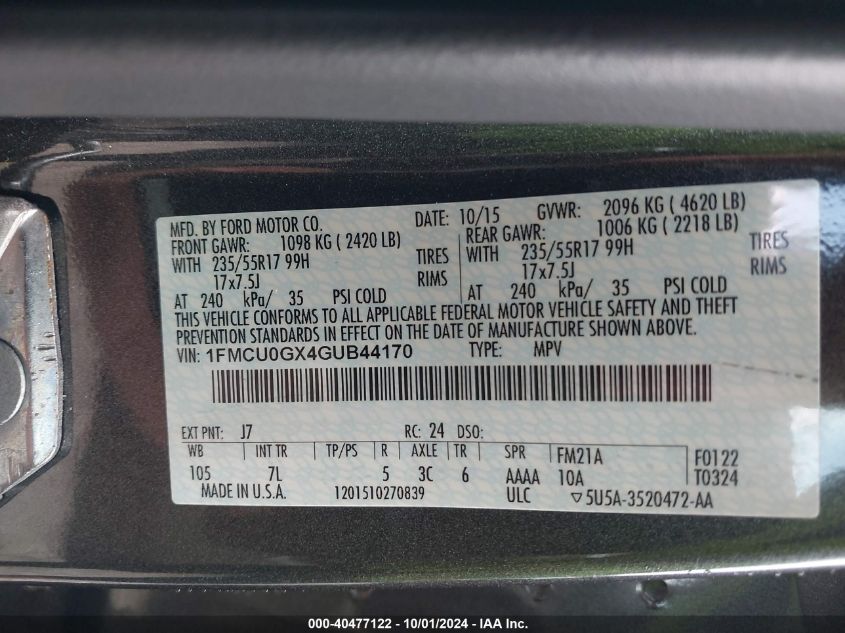 MFD. BY FORD MOTOR CO. DATE: 10/15 GVWR: 2096 KG ( 4620 LB)
FRONT GAWR: 1098 KG ( 2420 LB) REAR GAWR: 1006 KG ( 2218 LB)
WITH 235/55R17 99H TIRES WITH 235/55R17 99H TIRES
17x7.5J RIMS 17x7.5J RIMS
AT 240 kPa/ 35 PSI COLD AT 240 kPa/ 35 PSI COLD
THIS VEHICLE CONFORMS TO ALL APPLICABLE FEDERAL MOTOR VEHICLE SAFETY AND THEFT
PREVENTION STANDARDS IN EFFECT ON THE DATE OF MANUFACTURE SHOWN ABOVE.
VIN: 1FMCU0GX4GUB44170 TYPE: MPV
EXT PNT: J7 RC: 24 DSO:
WB INT TR TP/PS R AXLE TR SPR FM21A F0122
105 7L 5 3C 6 AAAA 10A T0324
MADE IN U.S.A. 1201510270839 ULC ▽5U5A-3520472-AA
000-40477122 - 10/01/2024 - IAA Inc.